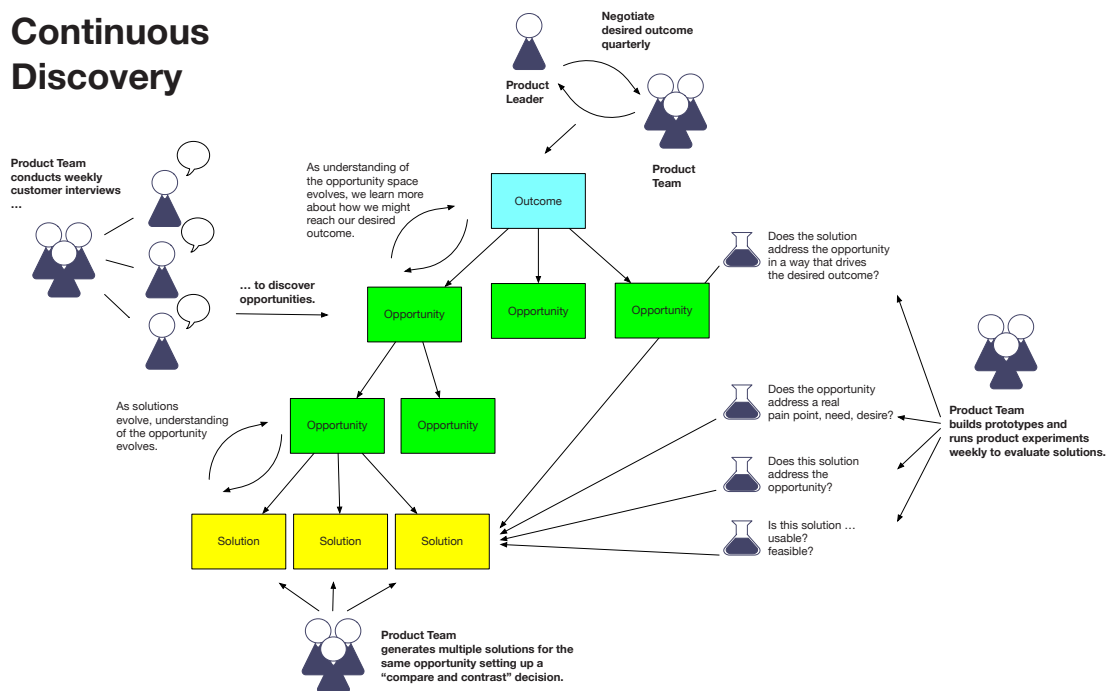 Continuous
Discovery
Negotiate
desired outcome
quarterly
Product
Leader
Product
Team
Product Team
conducts weekly
customer interviews
...
As understanding of
the opportunity space
evolves, we learn more
about how we might
reach our desired
outcome.
Outcome
Does the solution
address the opportunity
in a way that drives
the desired outcome?
... to discover
opportunities.
Opportunity
Opportunity
Opportunity
As solutions
evolve, understanding
of the opportunity
evolves.
Opportunity
Opportunity
Does the opportunity
address a real
pain point, need, desire?
Product Team
builds prototypes and
runs product experiments
weekly to evaluate solutions.
Does this solution
address the
opportunity?
Is this solution ...
usable?
feasible?
Solution
Solution
Solution
Product Team
generates multiple solutions for the
same opportunity setting up a
“compare and contrast” decision.